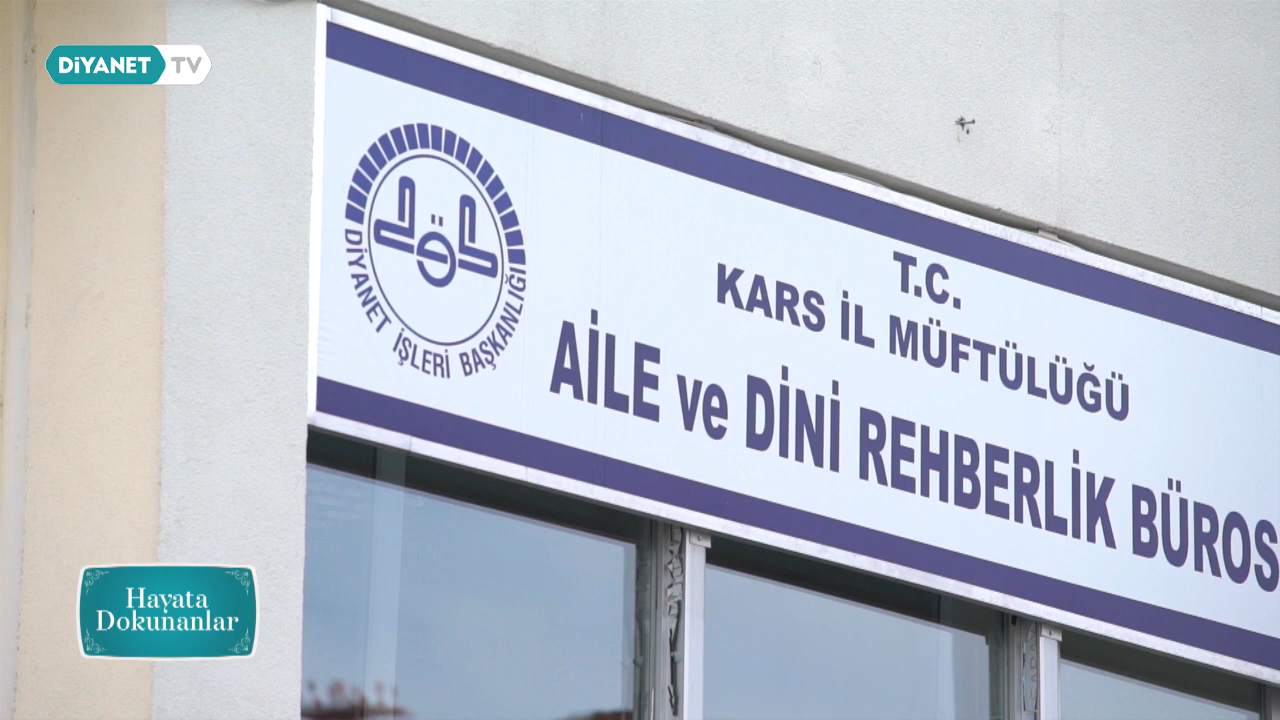 DİYANET TV
T.C.
KARS İL MÜFTÜLÜĞÜ
AİLE ve DİNİ REHBERLİK BÜROS
DİYANET İŞLERİ BAŞKANLIĞI
Hayata
Dokunanlar